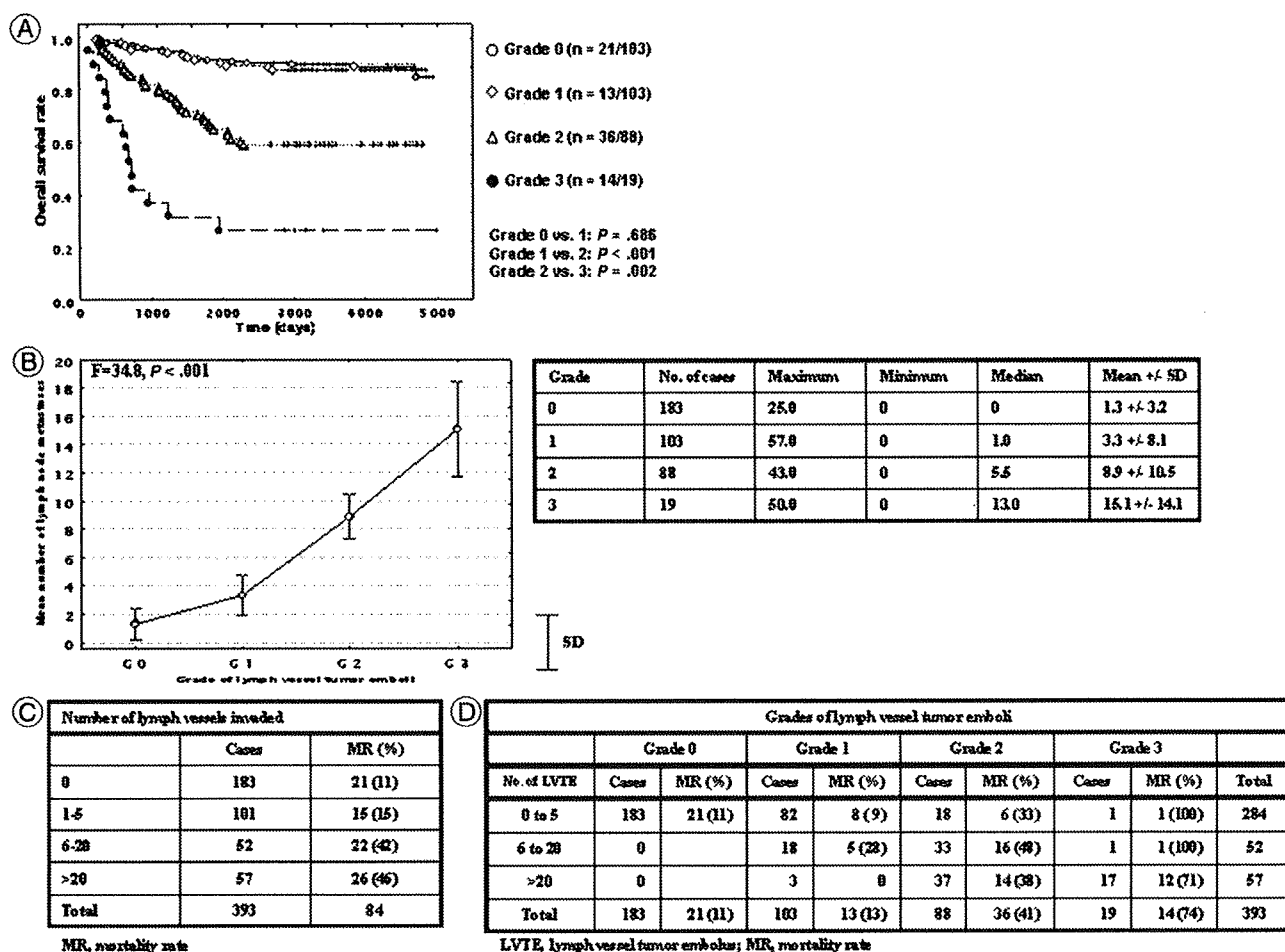 A
1.0
0.8
0.6
0.4
0.2
0.0
Overall survival rate
0 1000 2000 3000 4000 5000
Time (days)
Grade 0 (n = 21/183)
Grade 1 (n = 13/103)
Grade 2 (n = 36/88)
Grade 3 (n = 14/19)
Grade 0 vs. 1: P = .686
Grade 1 vs. 2: P < .001
Grade 2 vs. 3: P = .002
B
F=34.8, P < .001
20
18
16
14
12
10
8
6
4
2
0
Mean number of lymph node metastases
G 0 G 1 G 2 G 3
Grade of lymph vessel tumor emboli
SD
Grade No. of cases Maximum Minimum Median Mean +/- SD
0 183 25.0 0 0 1.3 +/- 3.2
1 103 57.0 0 1.0 3.3 +/- 8.1
2 88 43.0 0 5.5 8.9 +/- 10.5
3 19 50.0 0 13.0 15.1 +/- 14.1
C
Number of lymph vessels invaded
Cases MR (%)
0 183 21 (11)
1-5 101 15 (15)
6-20 52 22 (42)
>20 57 26 (46)
Total 393 84
MR, mortality rate
D
Grades of lymph vessel tumor emboli
Grade 0 Grade 1 Grade 2 Grade 3
No. of LVTE Cases MR (%) Cases MR (%) Cases MR (%) Cases MR (%) Total
0 to 5 183 21 (11) 82 8 (9) 18 6 (33) 1 1 (100) 284
6 to 20 0 18 5 (28) 33 16 (48) 1 1 (100) 52
>20 0 3 0 37 14 (38) 17 12 (71) 57
Total 183 21 (11) 103 13 (13) 88 36 (41) 19 14 (74) 393
LVTE, lymph vessel tumor embolus; MR, mortality rate